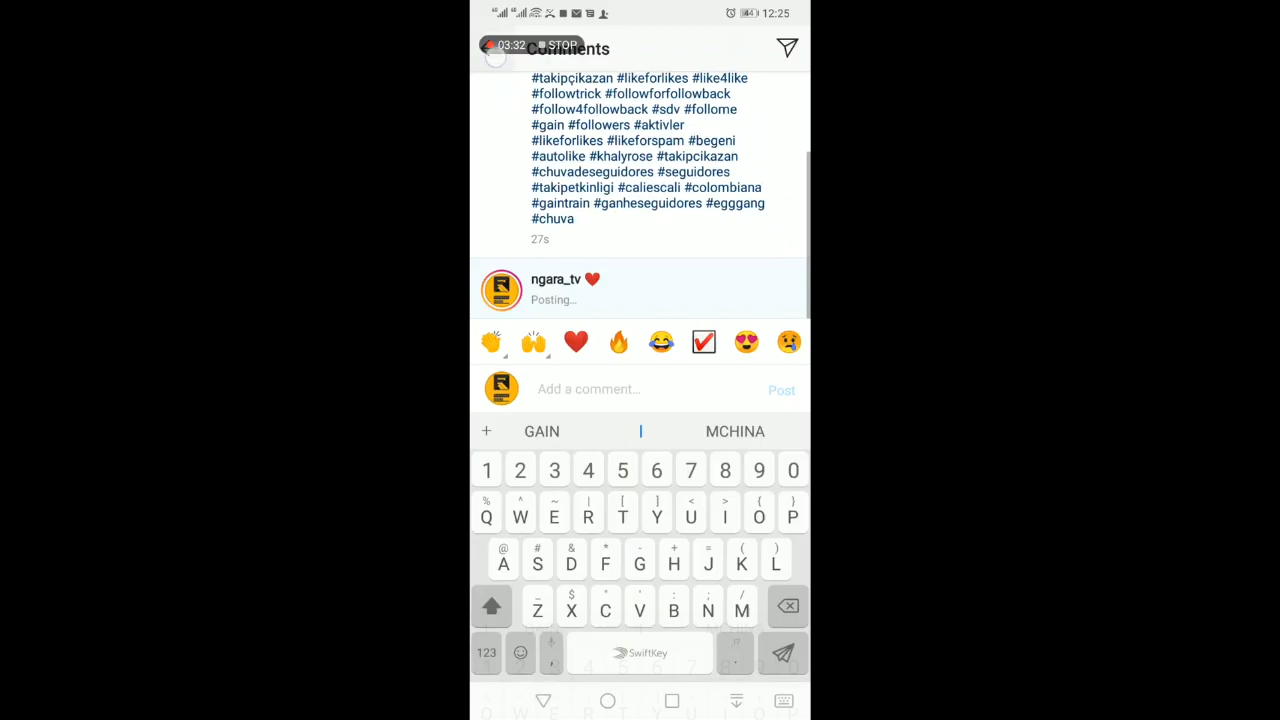 44 12:25
03:32 STOP
Comments
#takipçikazan #likeforlikes #like4like
#followtrick #followforfollowback
#follow4followback #sdv #follome
#gain #followers #aktivler
#likeforlikes #likeforspam #begeni
#autolike #khalyrose #takipcikazan
#chuvadeseguidores #seguidores
#takipetkinligi #caliescali #colombiana
#gaintrain #ganheseguidores #egggang
#chuva
27s
ngara_tv ❤️
Posting...
Add a comment... Post
+ GAIN MCHINA
1 2 3 4 5 6 7 8 9 0
% ^ ~ | [ ] < > { }
Q W E R T Y U I O P
@ # & * - + = ( )
A S D F G H J K L
_ $ " ' : ; /
Z X C V B N M
123 , SwiftKey .